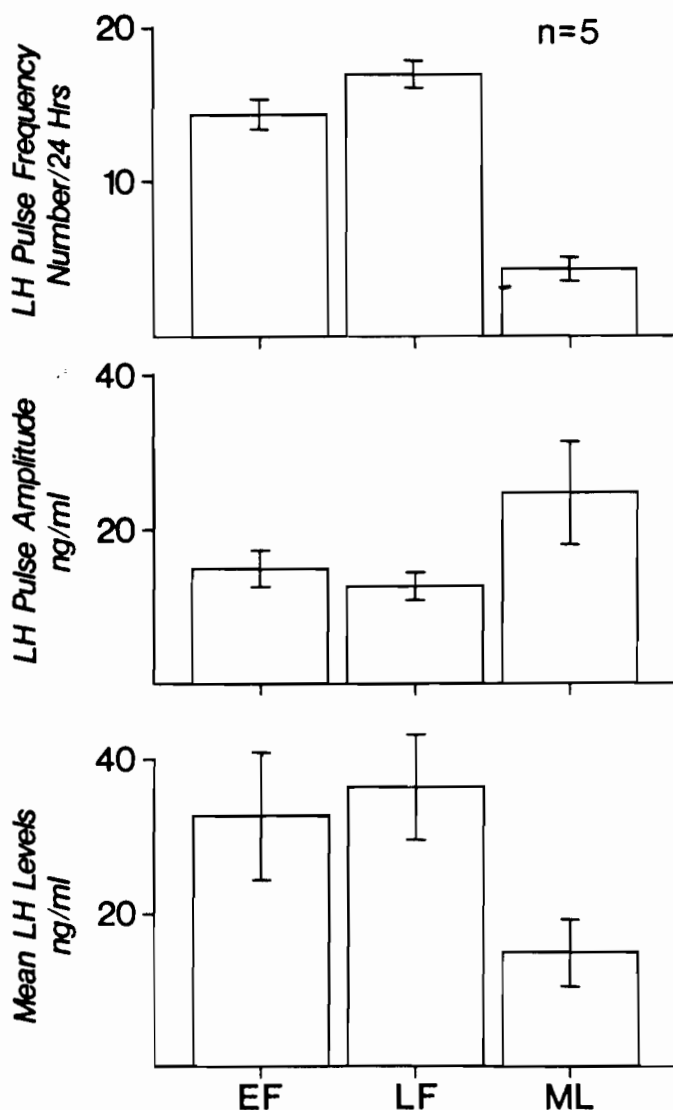 n=5
LH Pulse Frequency
Number/24 Hrs
20
10
LH Pulse Amplitude
ng/ml
40
20
Mean LH Levels
ng/ml
40
20
EF LF ML